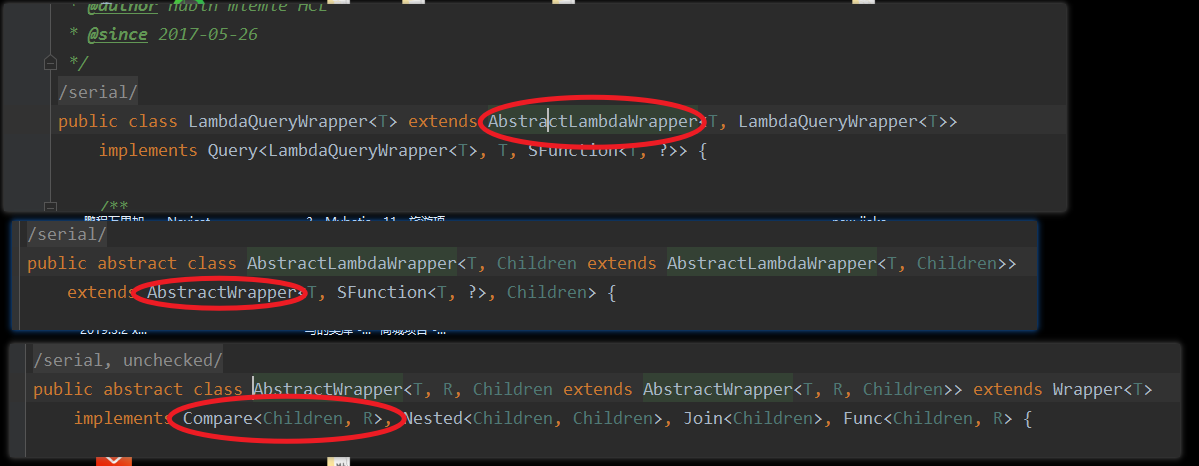 * @author hubin miemie HCL
* @since 2017-05-26
*/
/serial/
public class LambdaQueryWrapper<T> extends AbstractLambdaWrapper<T, LambdaQueryWrapper<T>>
implements Query<LambdaQueryWrapper<T>, T, SFunction<T, ?>> {
/**
/serial/
public abstract class AbstractLambdaWrapper<T, Children extends AbstractLambdaWrapper<T, Children>>
extends AbstractWrapper<T, SFunction<T, ?>, Children> {
/serial, unchecked/
public abstract class AbstractWrapper<T, R, Children extends AbstractWrapper<T, R, Children>> extends Wrapper<T>
implements Compare<Children, R>, Nested<Children, Children>, Join<Children>, Func<Children, R> {